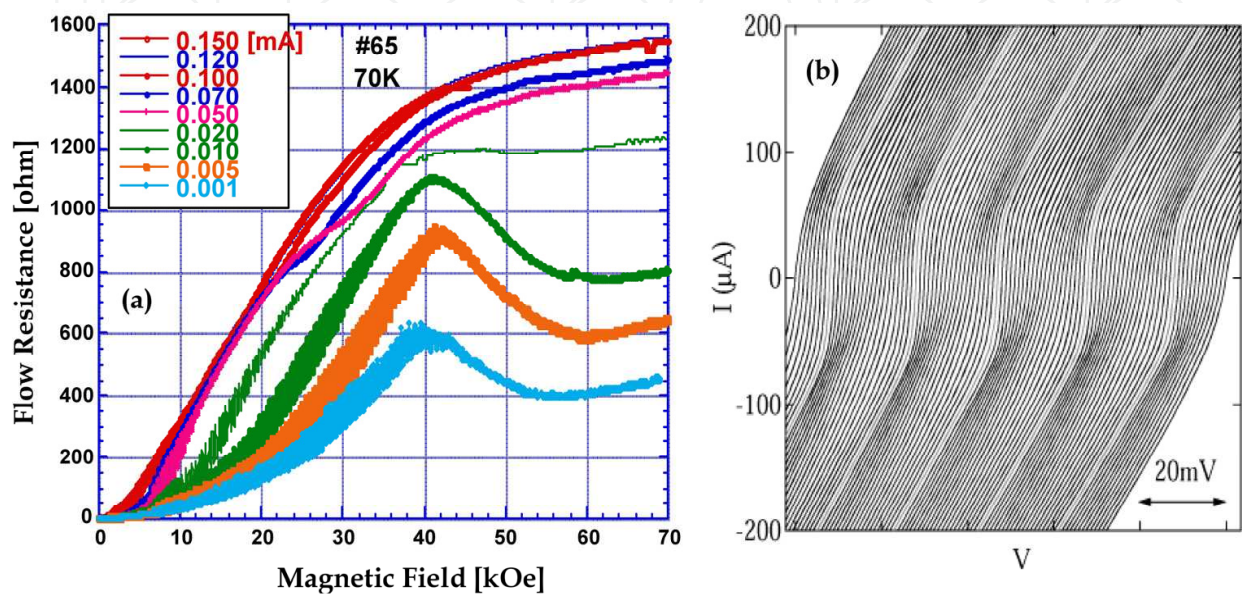 1600
1400
1200
1000
800
600
400
200
0
0 10 20 30 40 50 60 70
Flow Resistance [ohm]
Magnetic Field [kOe]
0.150 [mA]
0.120
0.100
0.070
0.050
0.020
0.010
0.005
0.001
#65
70K
(a)
(b)
200
100
0
-100
-200
I (μA)
V
20mV